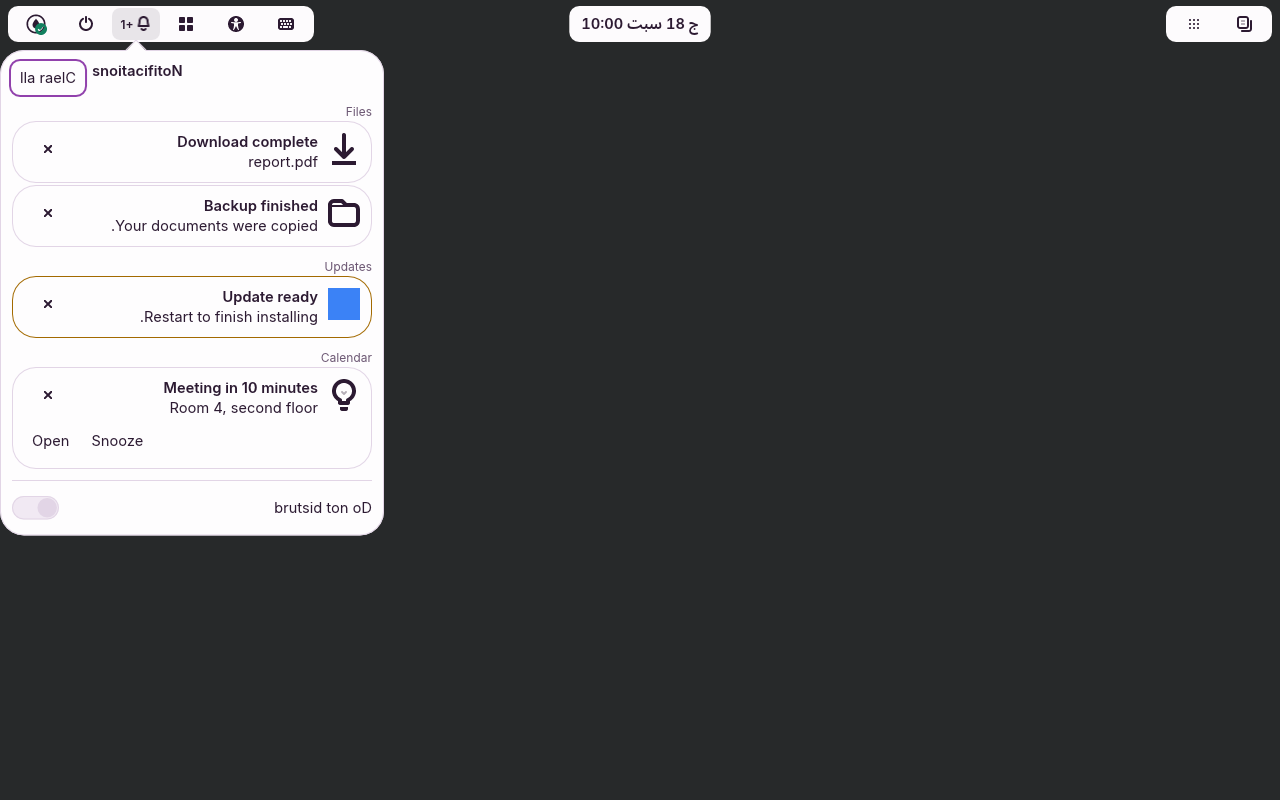 ج 18 سبت 10:00
1+
snoitacifitoN
lla raelC
Files
Download complete
report.pdf
Backup finished
.Your documents were copied
Updates
Update ready
.Restart to finish installing
Calendar
Meeting in 10 minutes
Room 4, second floor
Open Snooze
brutsid ton oD